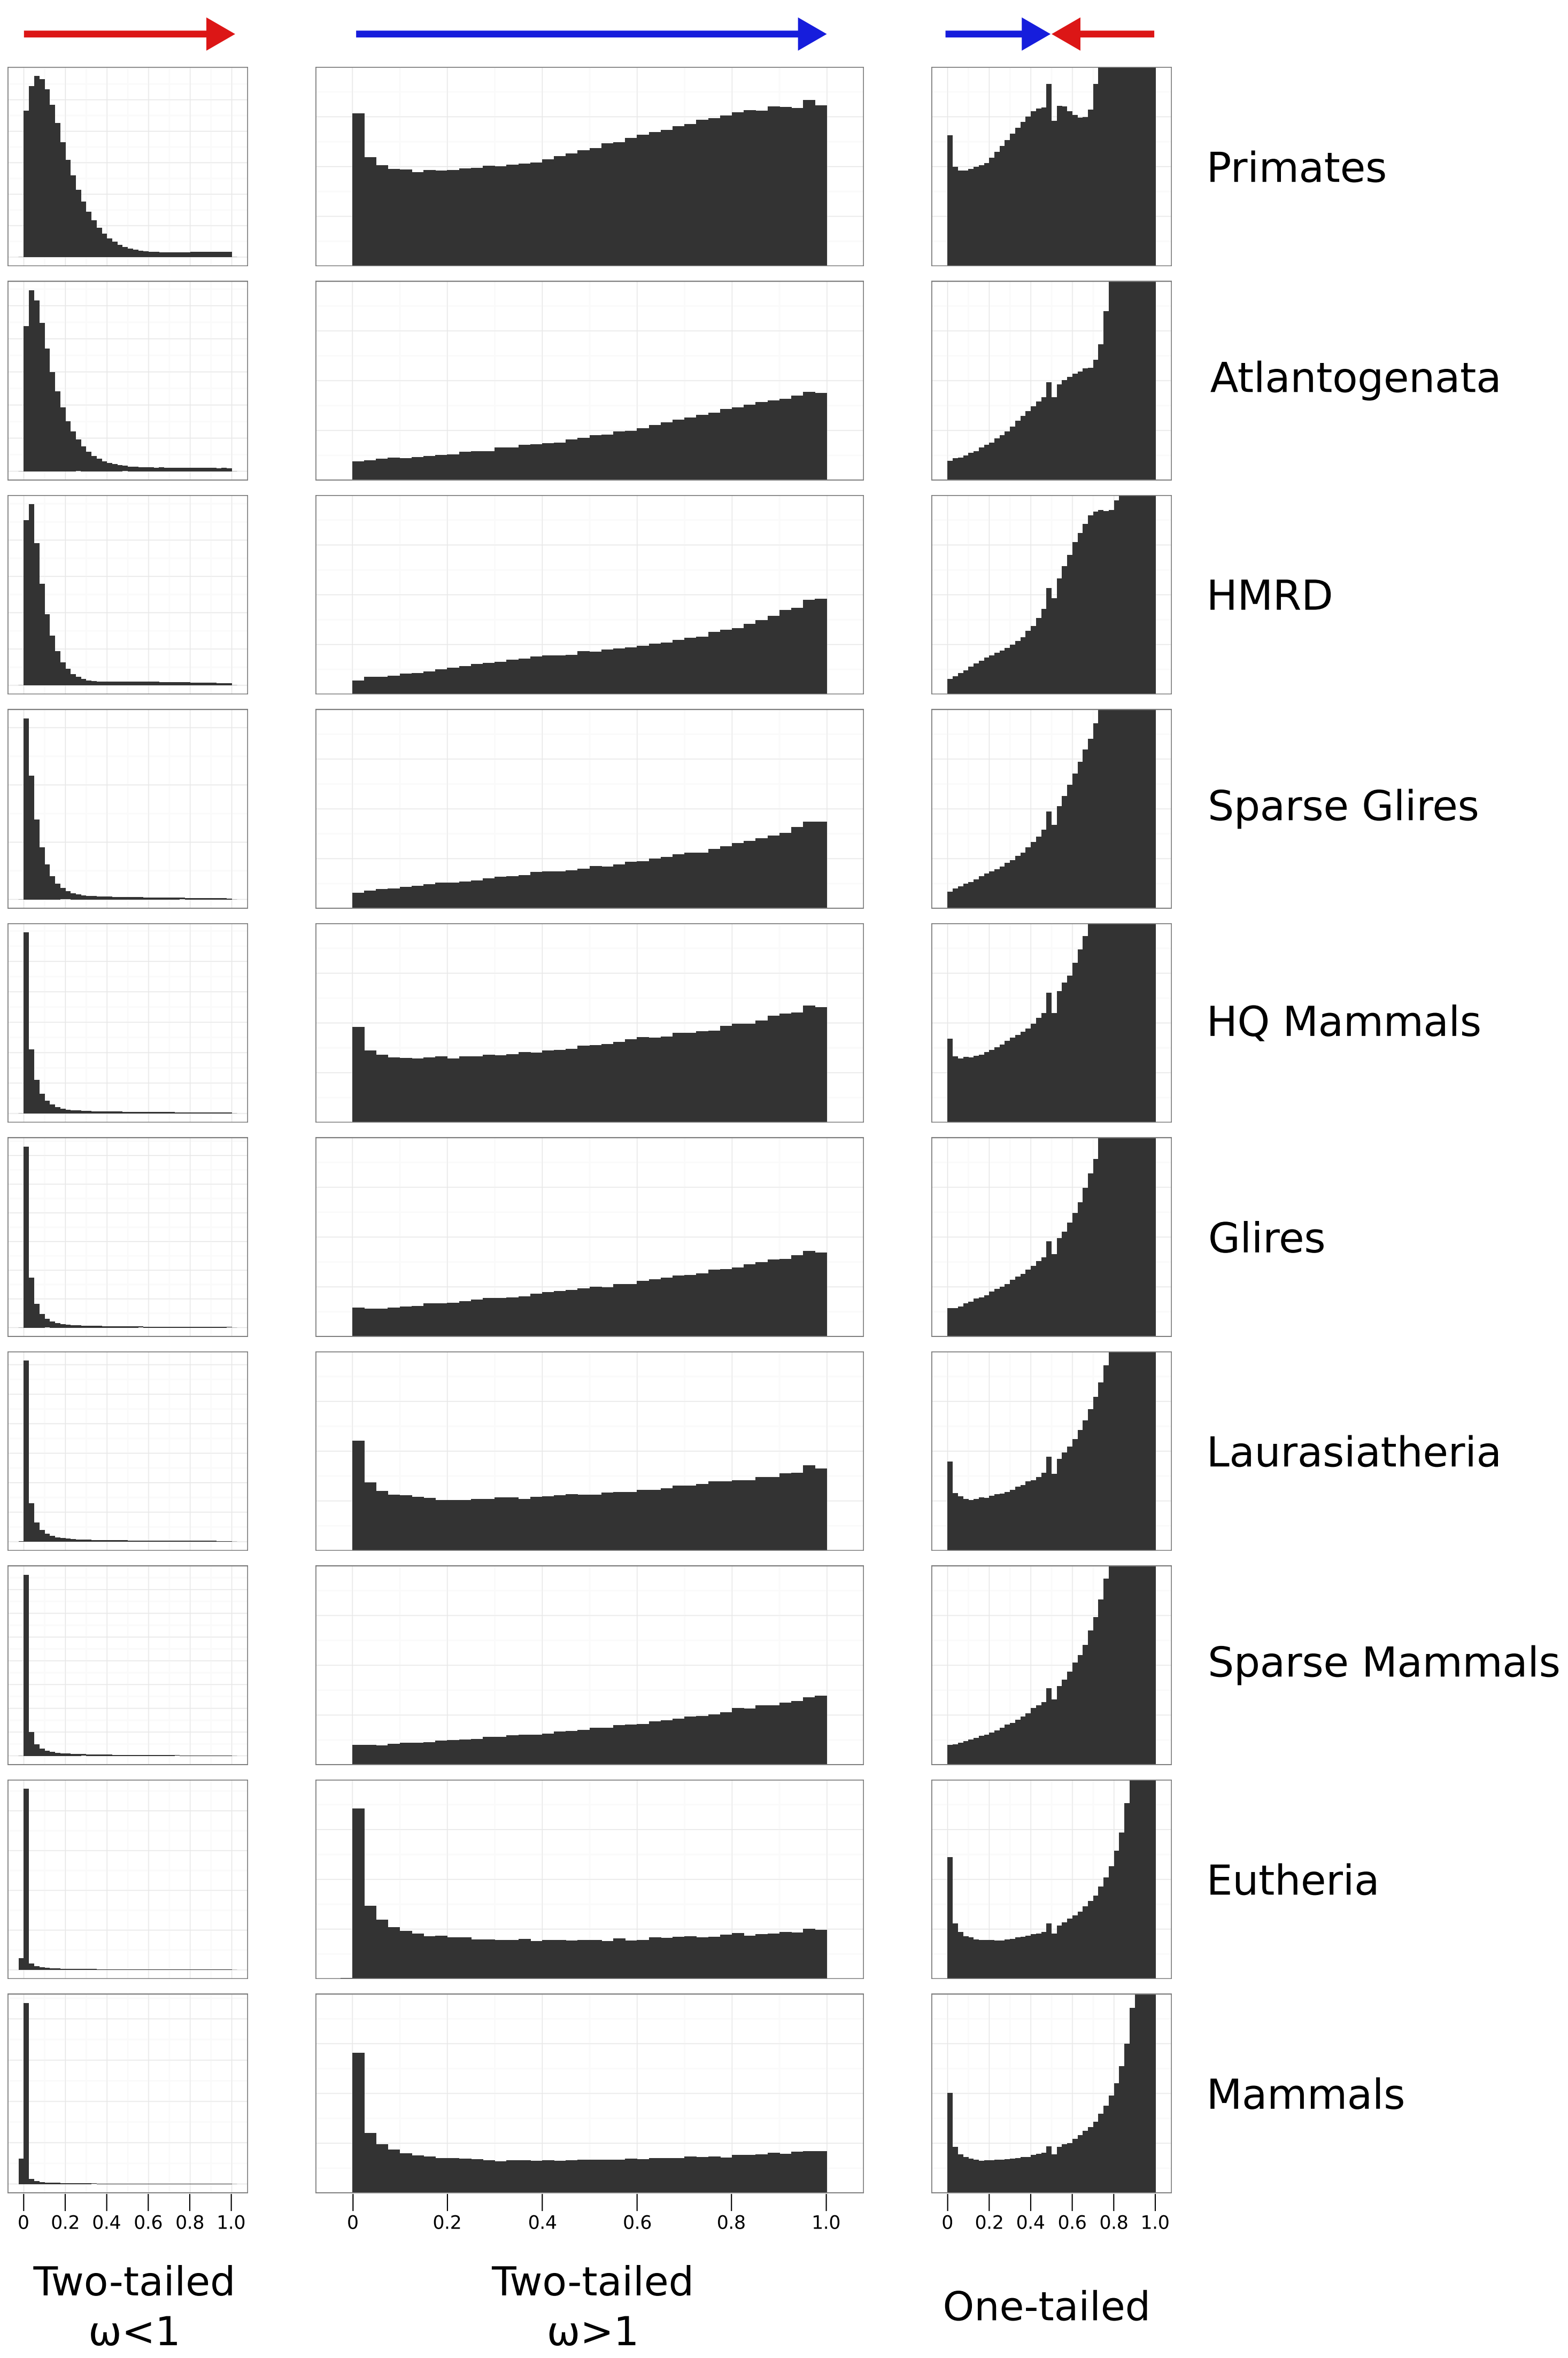 Primates
Atlantogenata
HMRD
Sparse Glires
HQ Mammals
Glires
Laurasiatheria
Sparse Mammals
Eutheria
Mammals
0 0.2 0.4 0.6 0.8 1.0
0 0.2 0.4 0.6 0.8 1.0
0 0.2 0.4 0.6 0.8 1.0
Two-tailed
ω<1
Two-tailed
ω>1
One-tailed